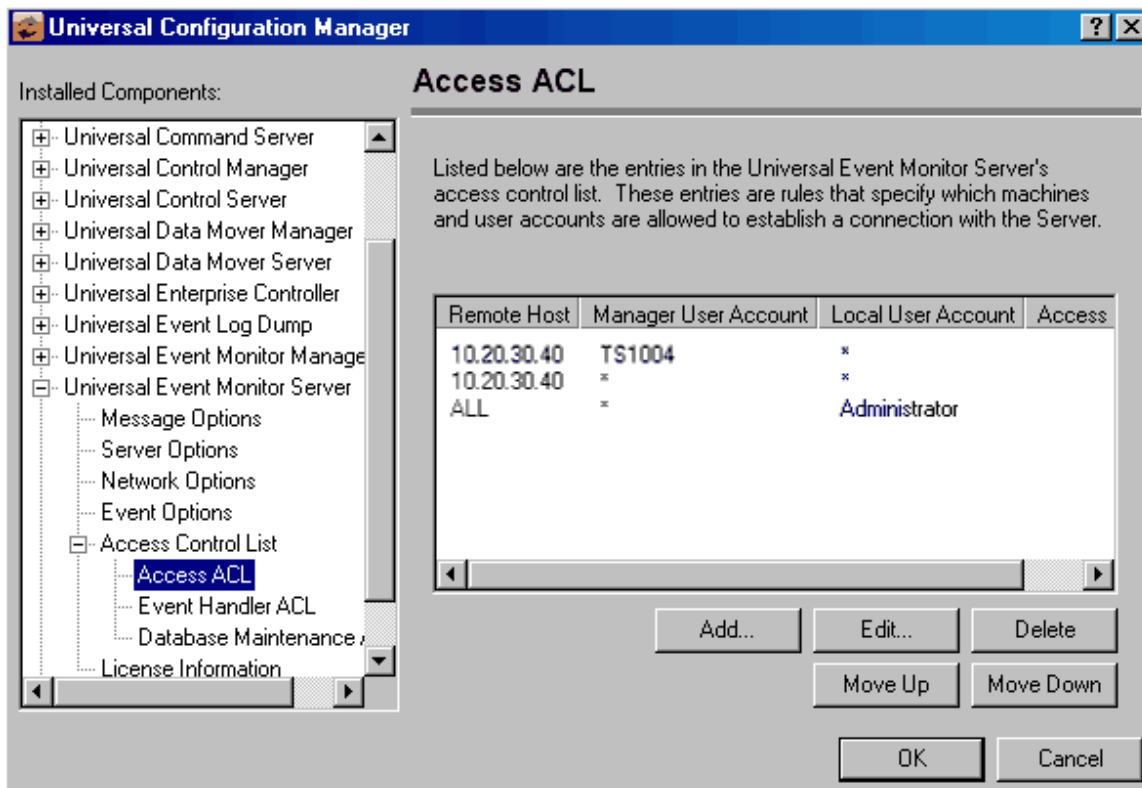 Universal Configuration Manager
Installed Components:
Universal Command Server
Universal Control Manager
Universal Control Server
Universal Data Mover Manager
Universal Data Mover Server
Universal Enterprise Controller
Universal Event Log Dump
Universal Event Monitor Manage
Universal Event Monitor Server
Message Options
Server Options
Network Options
Event Options
Access Control List
Access ACL
Event Handler ACL
Database Maintenance
License Information
Access ACL
Listed below are the entries in the Universal Event Monitor Server's
access control list. These entries are rules that specify which machines
and user accounts are allowed to establish a connection with the Server.
Remote Host Manager User Account Local User Account Access
10.20.30.40 TS1004 *
10.20.30.40 * *
ALL * Administrator
Add... Edit... Delete
Move Up Move Down
OK Cancel